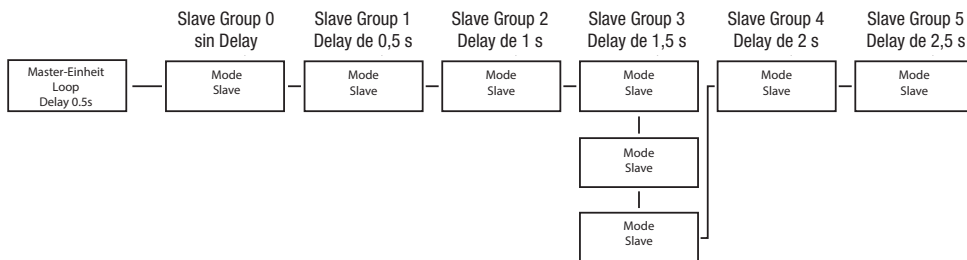 Slave Group 0
sin Delay
Slave Group 1
Delay de 0,5 s
Slave Group 2
Delay de 1 s
Slave Group 3
Delay de 1,5 s
Slave Group 4
Delay de 2 s
Slave Group 5
Delay de 2,5 s
Master-Einheit
Loop
Delay 0.5s
Mode
Slave
Mode
Slave
Mode
Slave
Mode
Slave
Mode
Slave
Mode
Slave
Mode
Slave
Mode
Slave